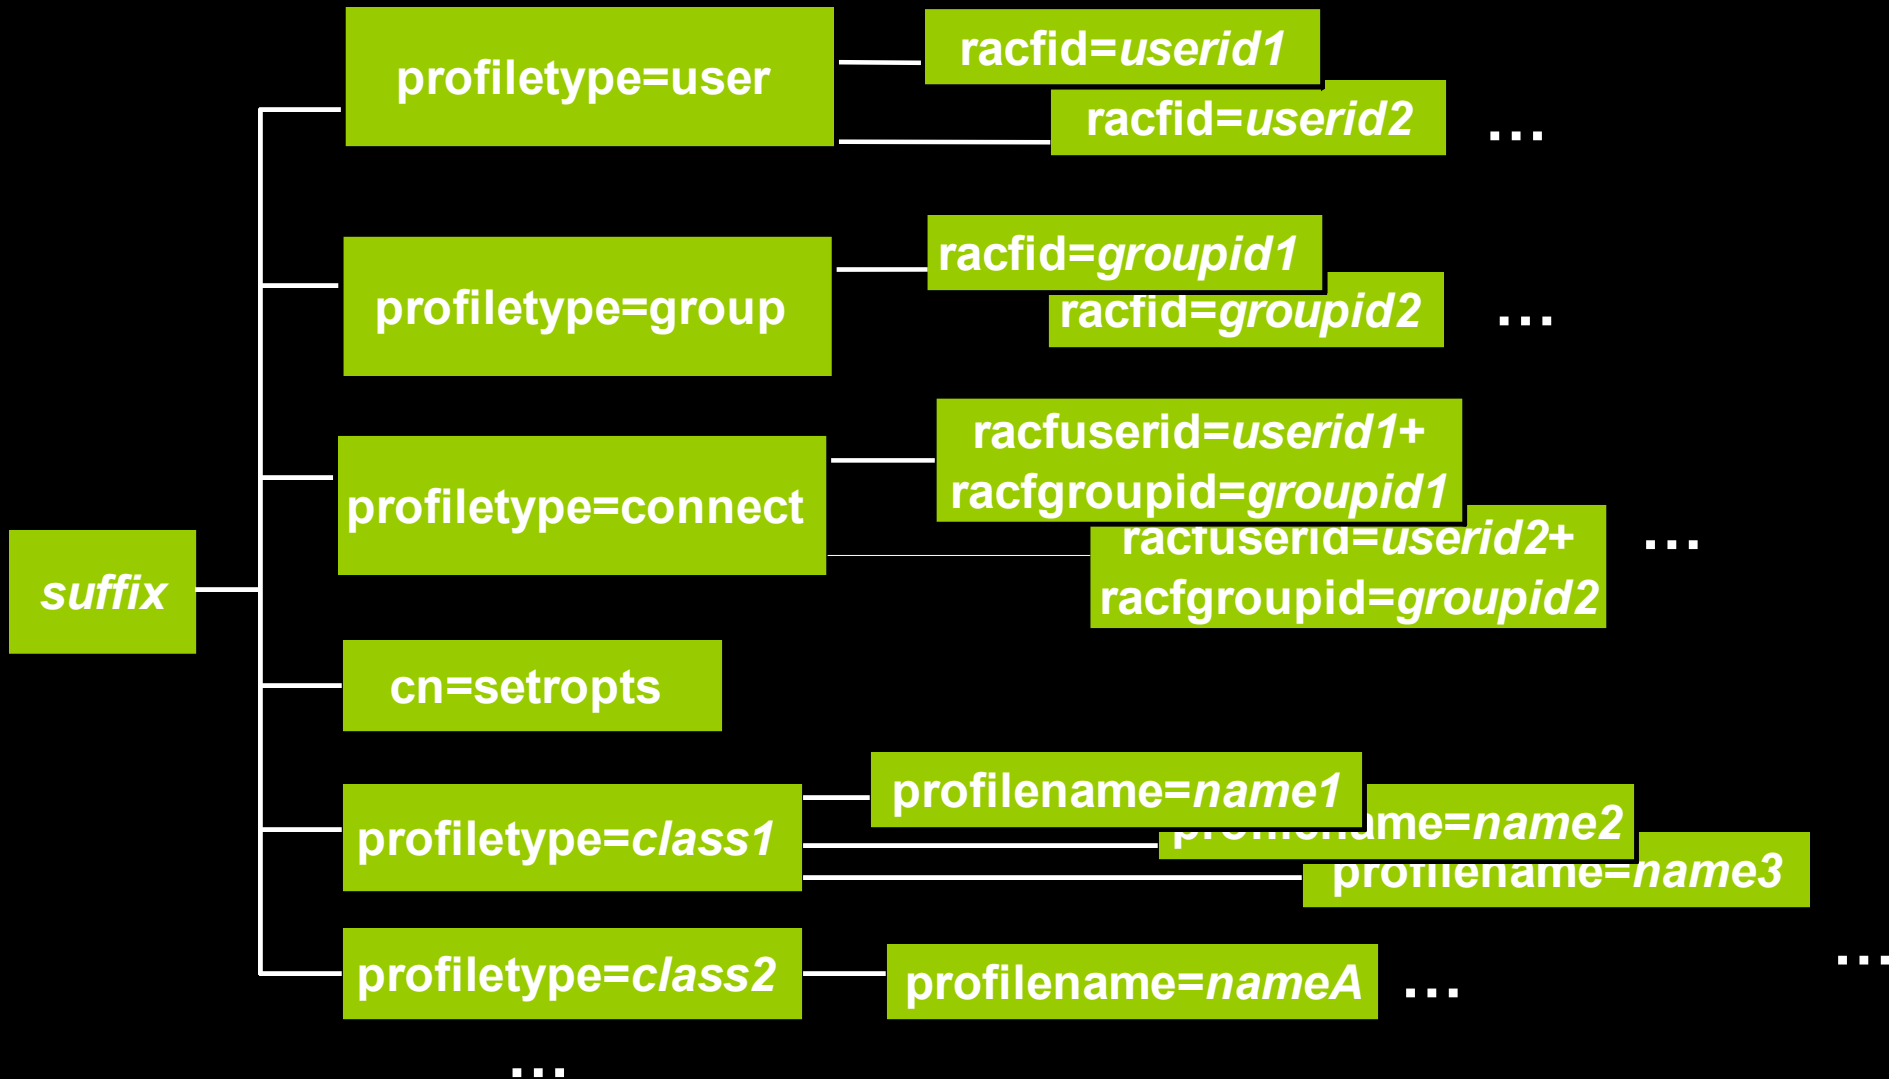 profiletype=user
racfid=userid1
racfid=userid2
...
profiletype=group
racfid=groupid1
racfid=groupid2
...
profiletype=connect
racfuserid=userid1+
racfgroupid=groupid1
racfuserid=userid2+
racfgroupid=groupid2
...
suffix
cn=setropts
profiletype=class1
profilename=name1
profilename=name2
profilename=name3
...
profiletype=class2
profilename=nameA
...
...